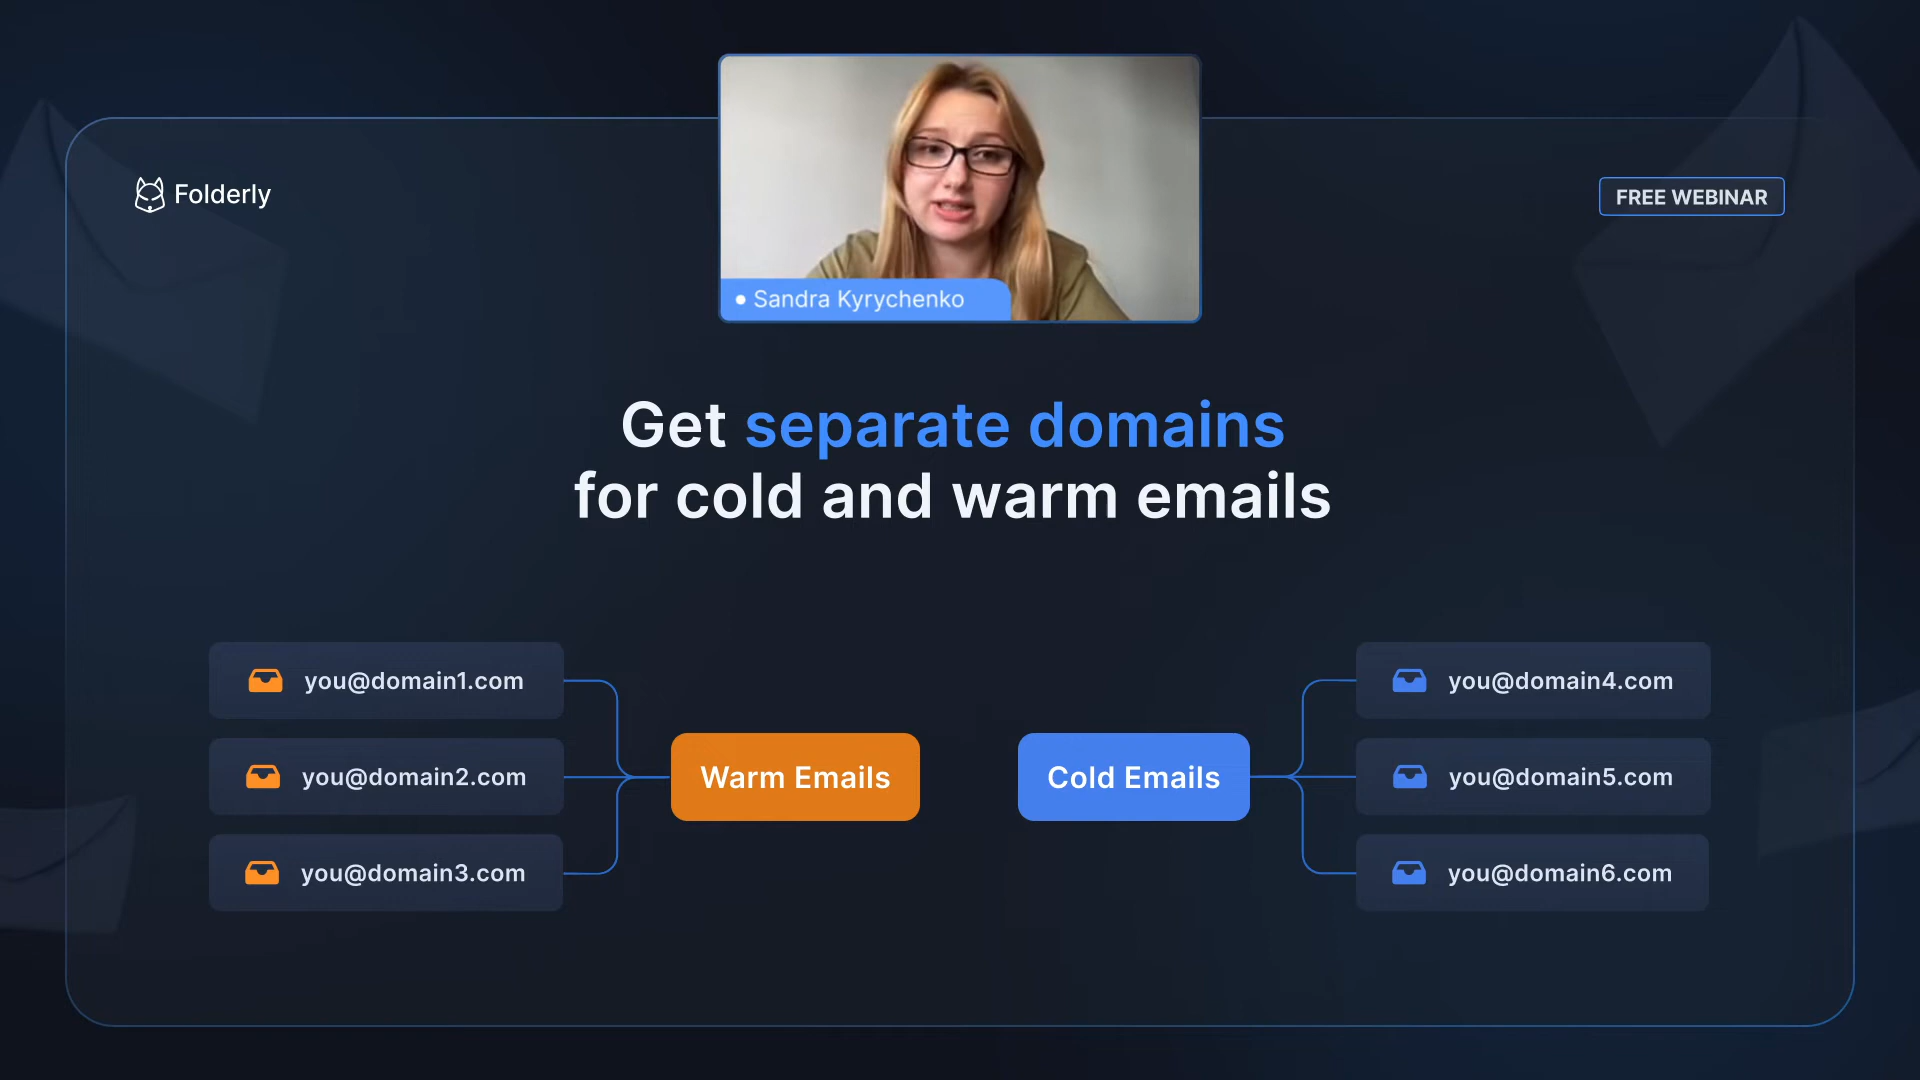 Folderly
FREE WEBINAR
Sandra Kyrychenko
Get separate domains
for cold and warm emails
you@domain1.com
you@domain2.com
you@domain3.com
Warm Emails
Cold Emails
you@domain4.com
you@domain5.com
you@domain6.com